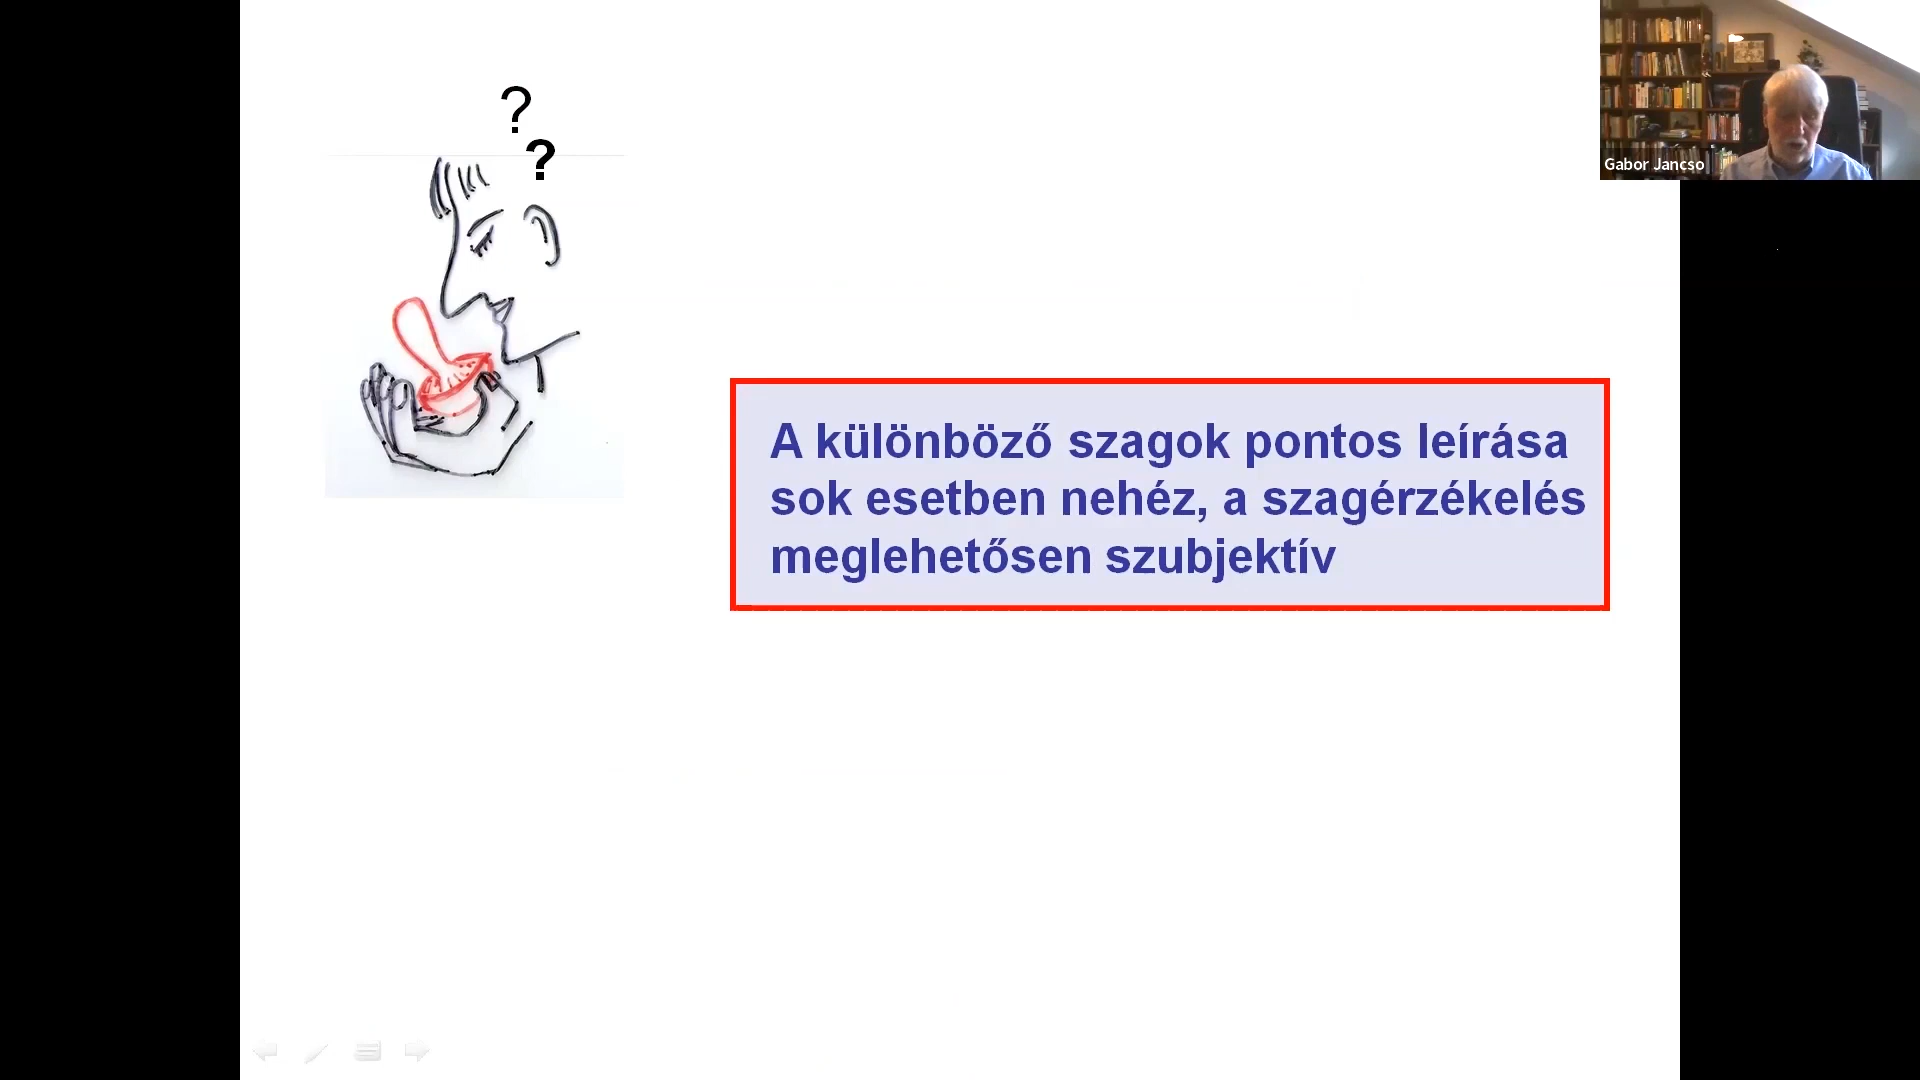 ?
?
Gabor Jancso
A különböző szagok pontos leírása
sok esetben nehéz, a szagérzékelés
meglehetősen szubjektív